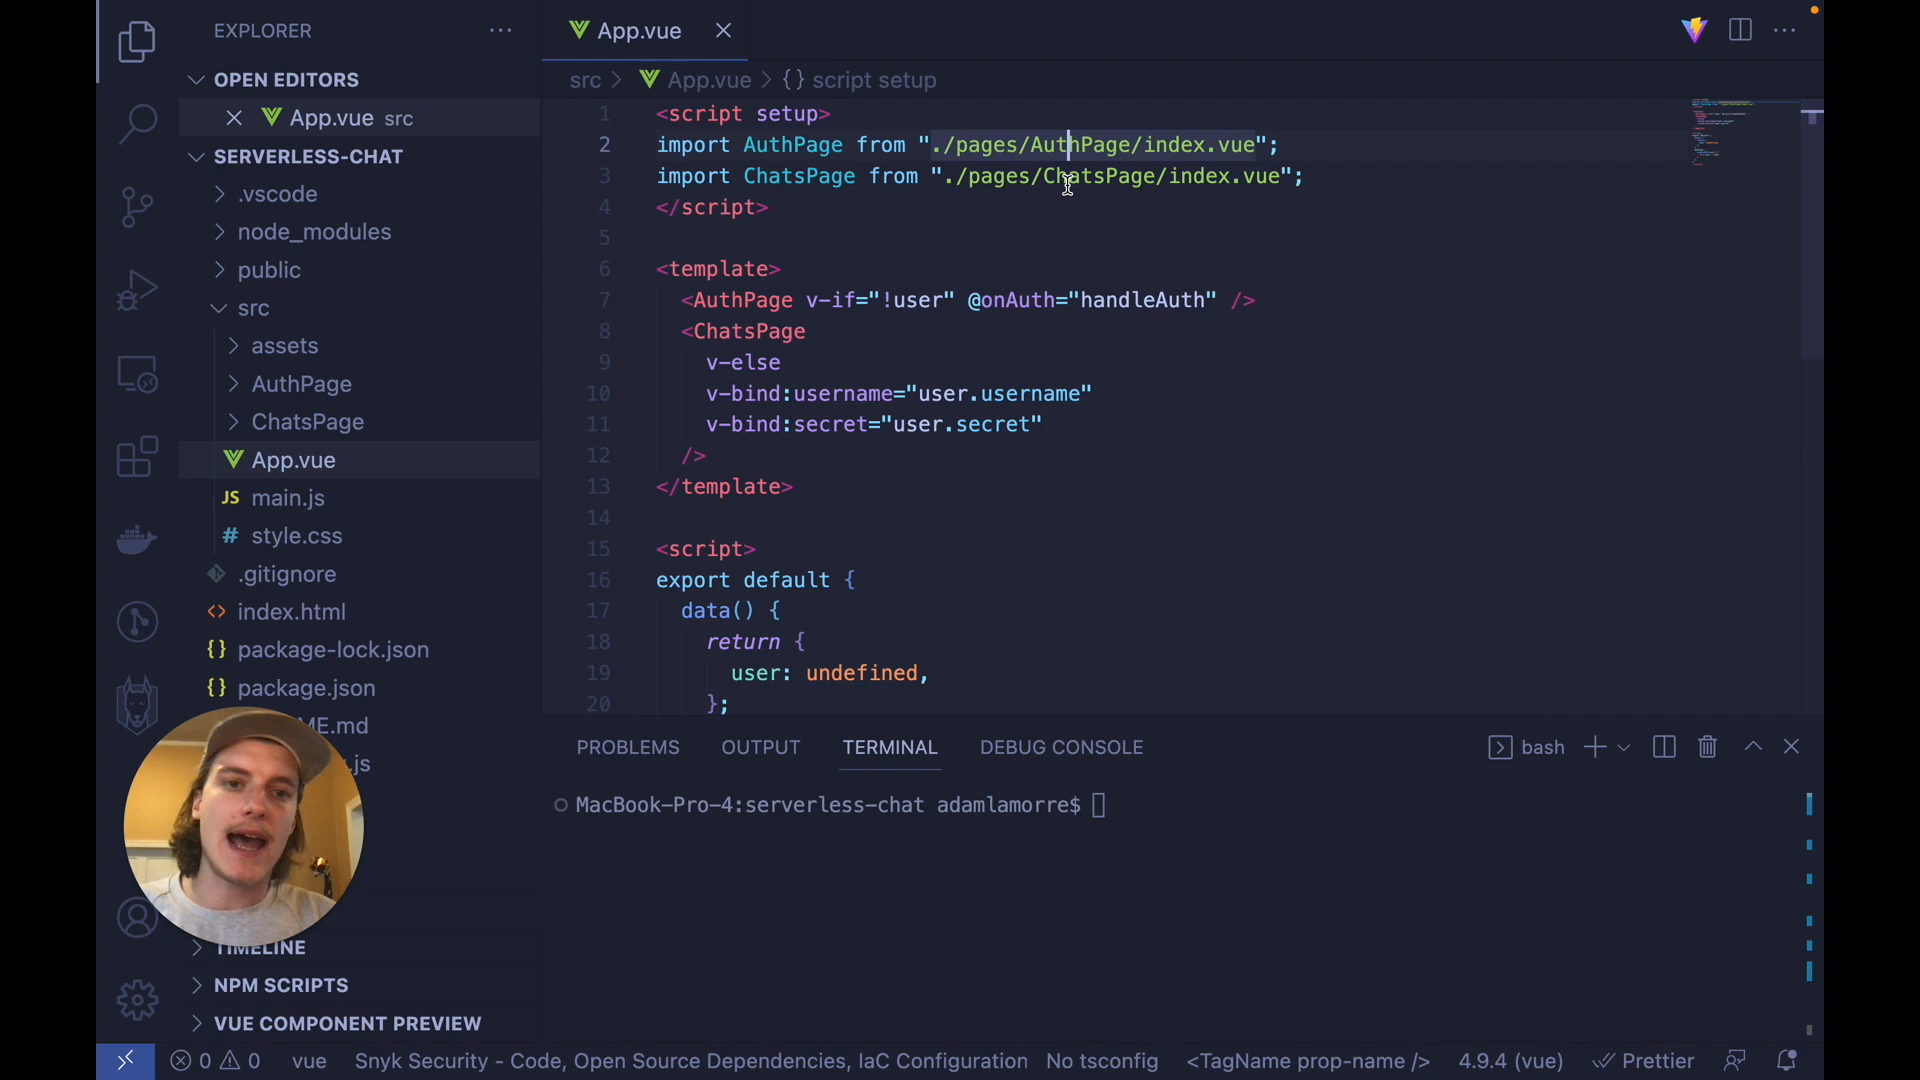 EXPLORER
OPEN EDITORS
App.vue src
SERVERLESS-CHAT
.vscode
node_modules
public
src
assets
AuthPage
ChatsPage
App.vue
JS main.js
# style.css
.gitignore
<> index.html
{} package-lock.json
{} package.json
ME.md
.js
TIMELINE
NPM SCRIPTS
VUE COMPONENT PREVIEW
App.vue
src > App.vue > {} script setup
1 <script setup>
2 import AuthPage from "./pages/AuthPage/index.vue";
3 import ChatsPage from "./pages/ChatsPage/index.vue";
4 </script>
5
6 <template>
7 <AuthPage v-if="!user" @onAuth="handleAuth" />
8 <ChatsPage
9 v-else
10 v-bind:username="user.username"
11 v-bind:secret="user.secret"
12 />
13 </template>
14
15 <script>
16 export default {
17 data() {
18 return {
19 user: undefined,
20 };
PROBLEMS OUTPUT TERMINAL DEBUG CONSOLE bash
MacBook-Pro-4:serverless-chat adamlamorre$
0 0 vue Snyk Security - Code, Open Source Dependencies, IaC Configuration No tsconfig <TagName prop-name /> 4.9.4 (vue) Prettier